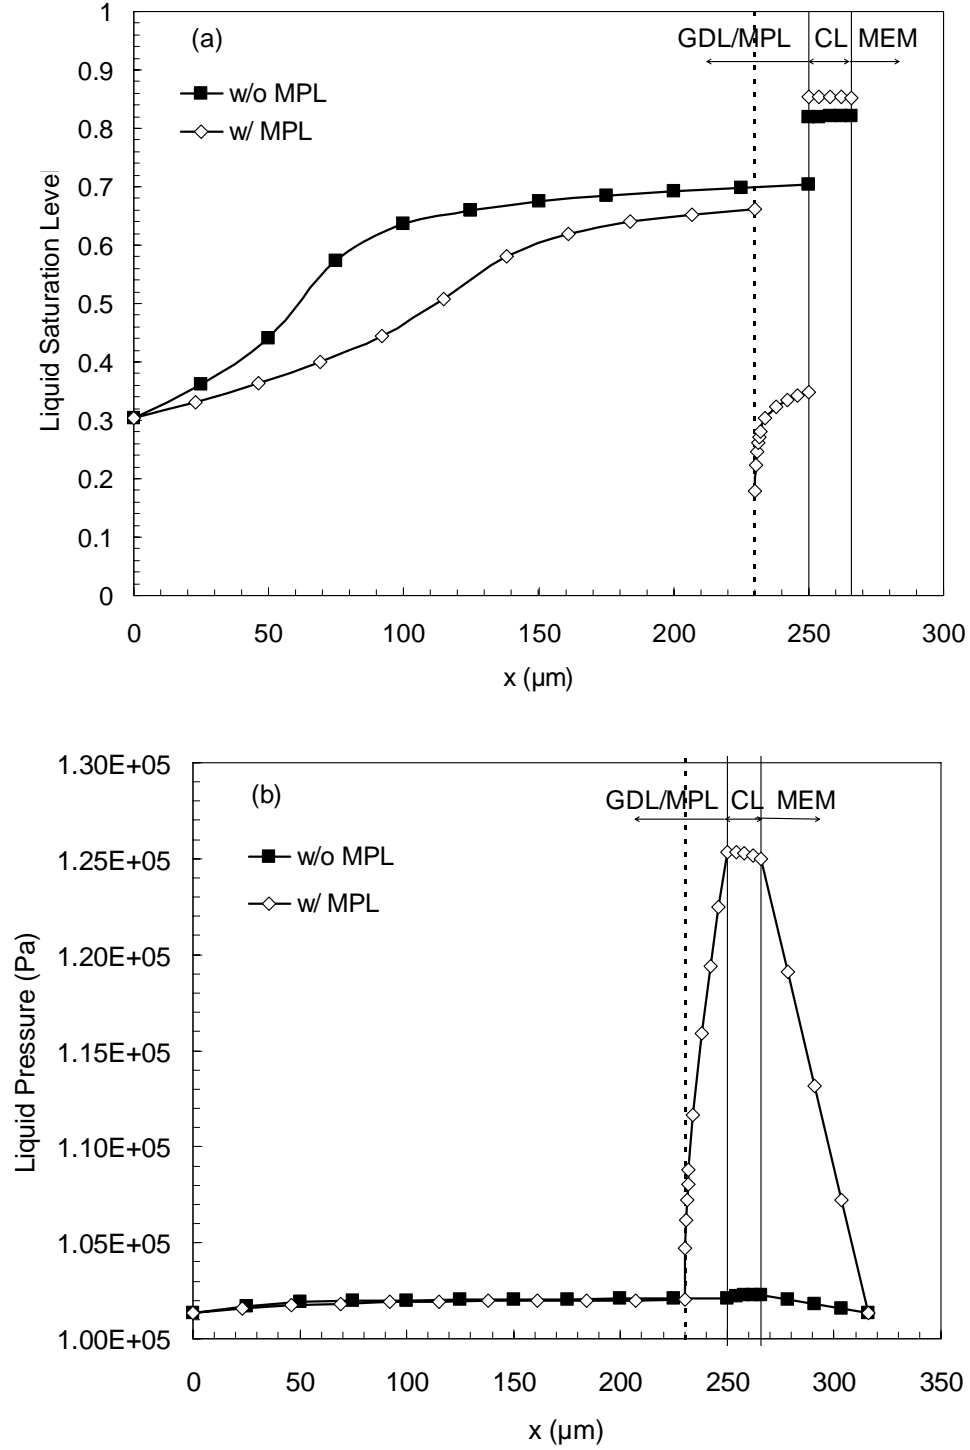 1
(a)
GDL/MPL CL MEM
0.9
w/o MPL
0.8
w/ MPL
0.7
0.6
0.5
0.4
0.3
0.2
0.1
0
Liquid Saturation Level
0 50 100 150 200 250 300
x (µm)
1.30E+05
(b)
GDL/MPL CL MEM
1.25E+05
w/o MPL
w/ MPL
1.20E+05
1.15E+05
1.10E+05
1.05E+05
1.00E+05
Liquid Pressure (Pa)
0 50 100 150 200 250 300 350
x (µm)